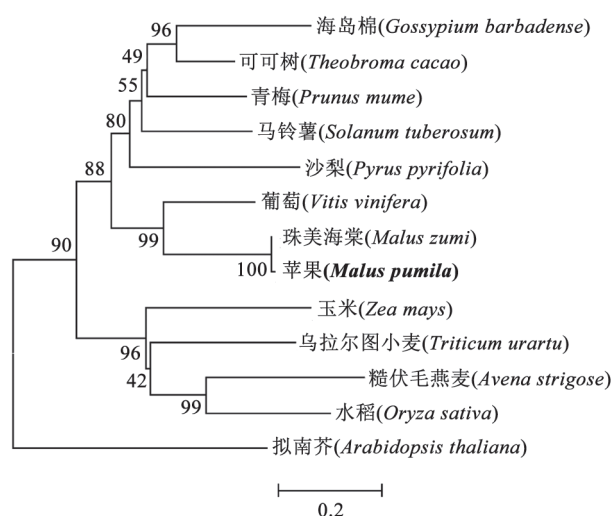 96
海岛棉(Gossypium barbadense)
49
可可树(Theobroma cacao)
55
青梅(Prunus mume)
80
马铃薯(Solanum tuberosum)
88
沙梨(Pyrus pyrifolia)
葡萄(Vitis vinifera)
99
珠美海棠(Malus zumi)
90
100
苹果(Malus pumila)
玉米(Zea mays)
96
乌拉尔图小麦(Triticum urartu)
42
糙伏毛燕麦(Avena strigose)
99
水稻(Oryza sativa)
拟南芥(Arabidopsis thaliana)
0.2